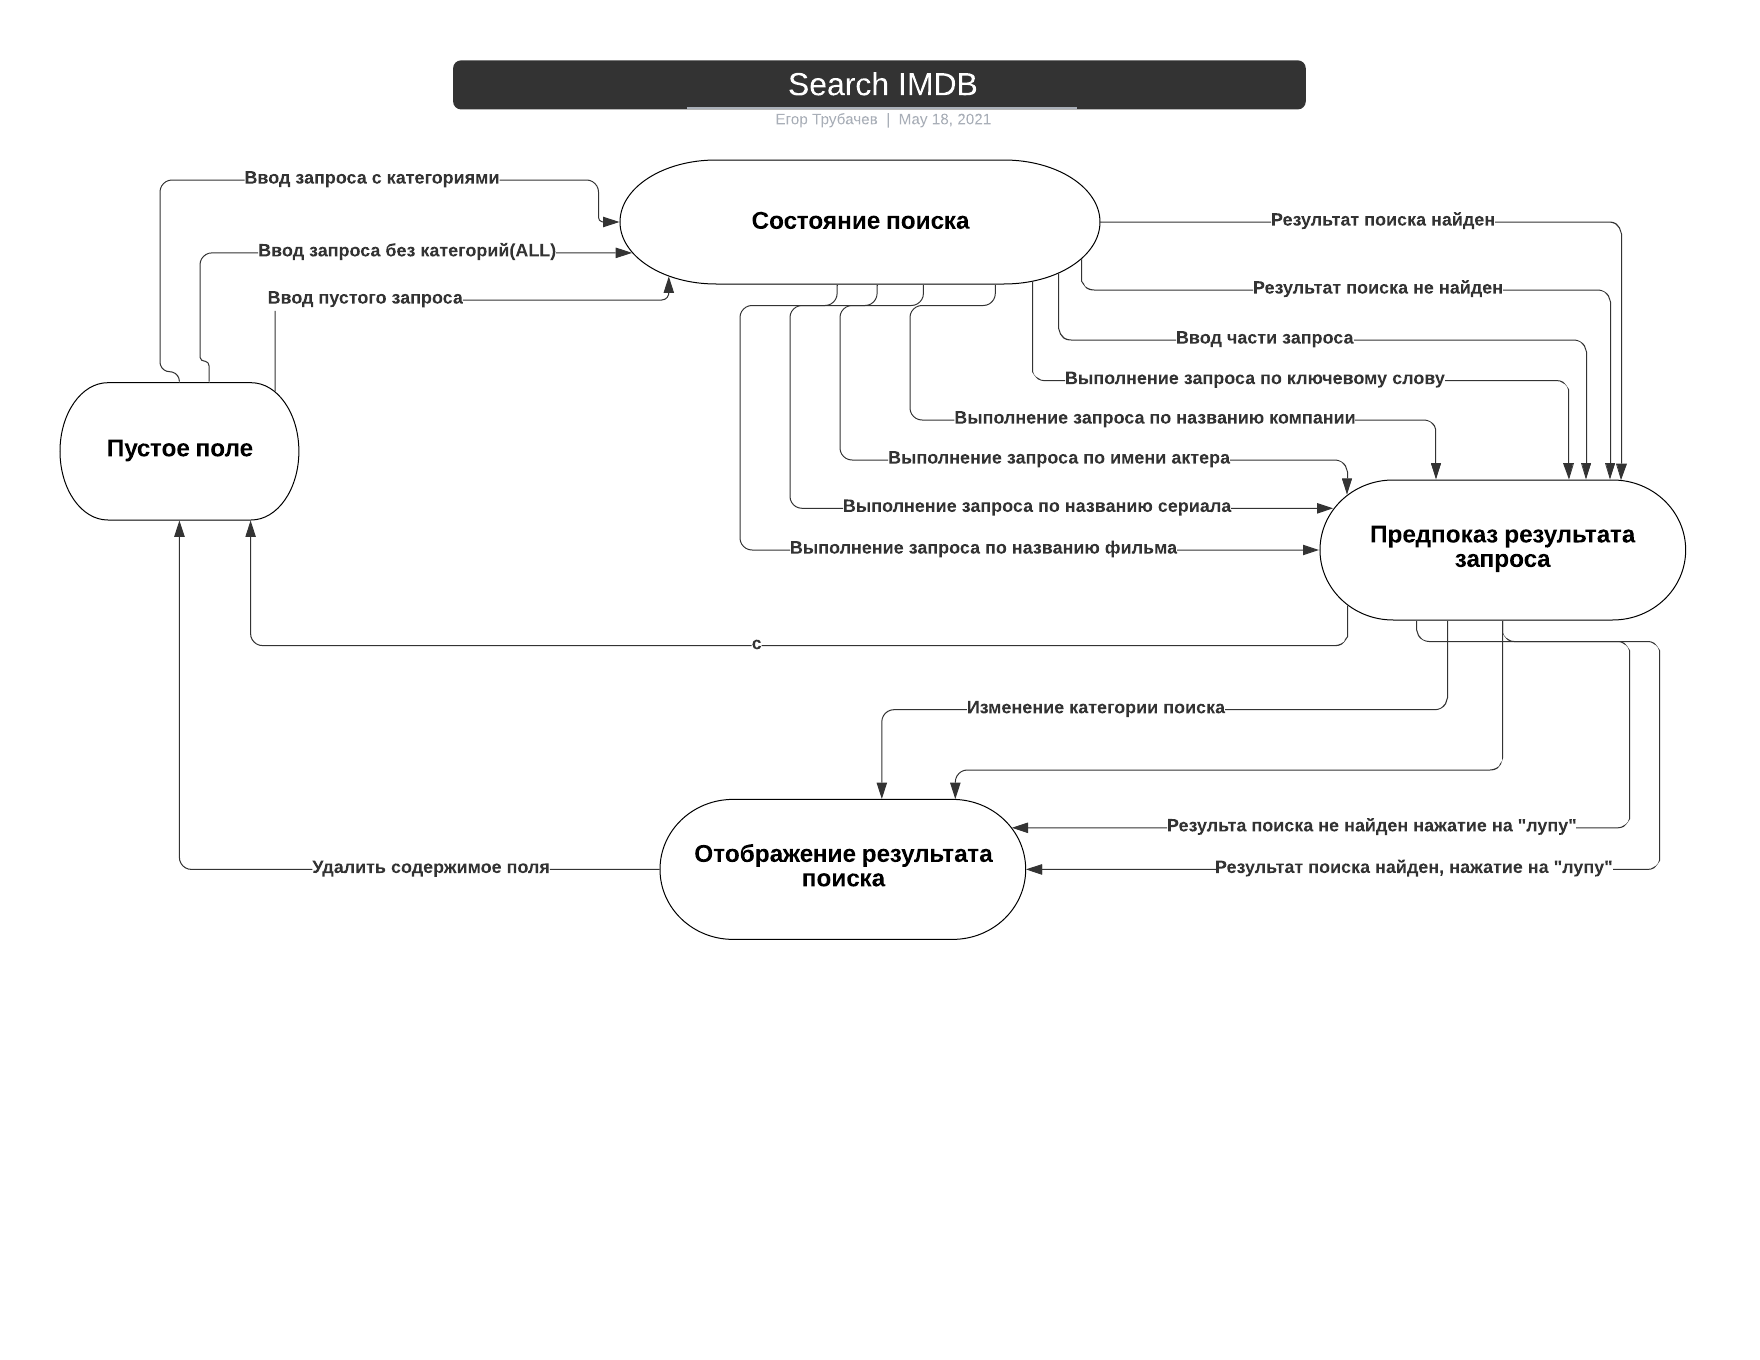 Search IMDB
Егор Трубачев | May 18, 2021
Ввод запроса с категориями
Состояние поиска
Результат поиска найден
Ввод запроса без категорий(ALL)
Результат поиска не найден
Ввод пустого запроса
Ввод части запроса
Выполнение запроса по ключевому слову
Выполнение запроса по названию компании
Пустое поле
Выполнение запроса по имени актера
Выполнение запроса по названию сериала
Предпоказ результата
запроса
Выполнение запроса по названию фильма
с
Изменение категории поиска
Результа поиска не найден нажатие на "лупу"
Отображение результата
поиска
Удалить содержимое поля
Результат поиска найден, нажатие на "лупу"